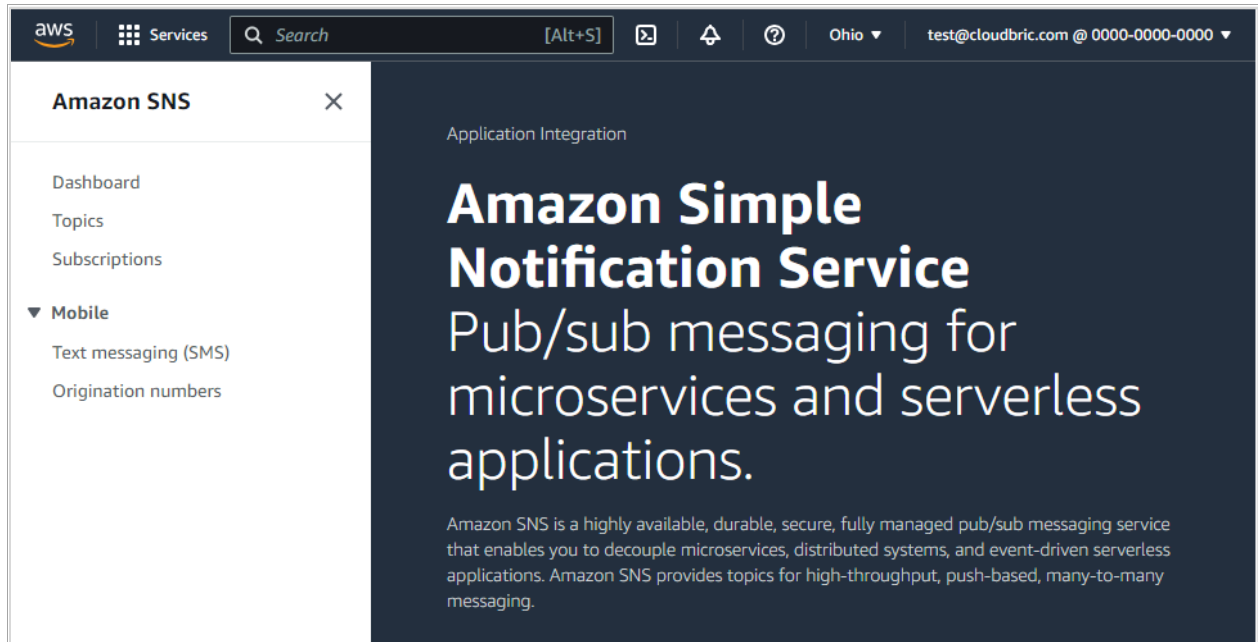 aws Services Search [Alt+S] Ohio ▼ test@cloudbric.com @ 0000-0000-0000 ▼
Amazon SNS
Dashboard
Topics
Subscriptions
▼ Mobile
Text messaging (SMS)
Origination numbers
Application Integration
Amazon Simple
Notification Service
Pub/sub messaging for
microservices and serverless
applications.
Amazon SNS is a highly available, durable, secure, fully managed pub/sub messaging service
that enables you to decouple microservices, distributed systems, and event-driven serverless
applications. Amazon SNS provides topics for high-throughput, push-based, many-to-many
messaging.